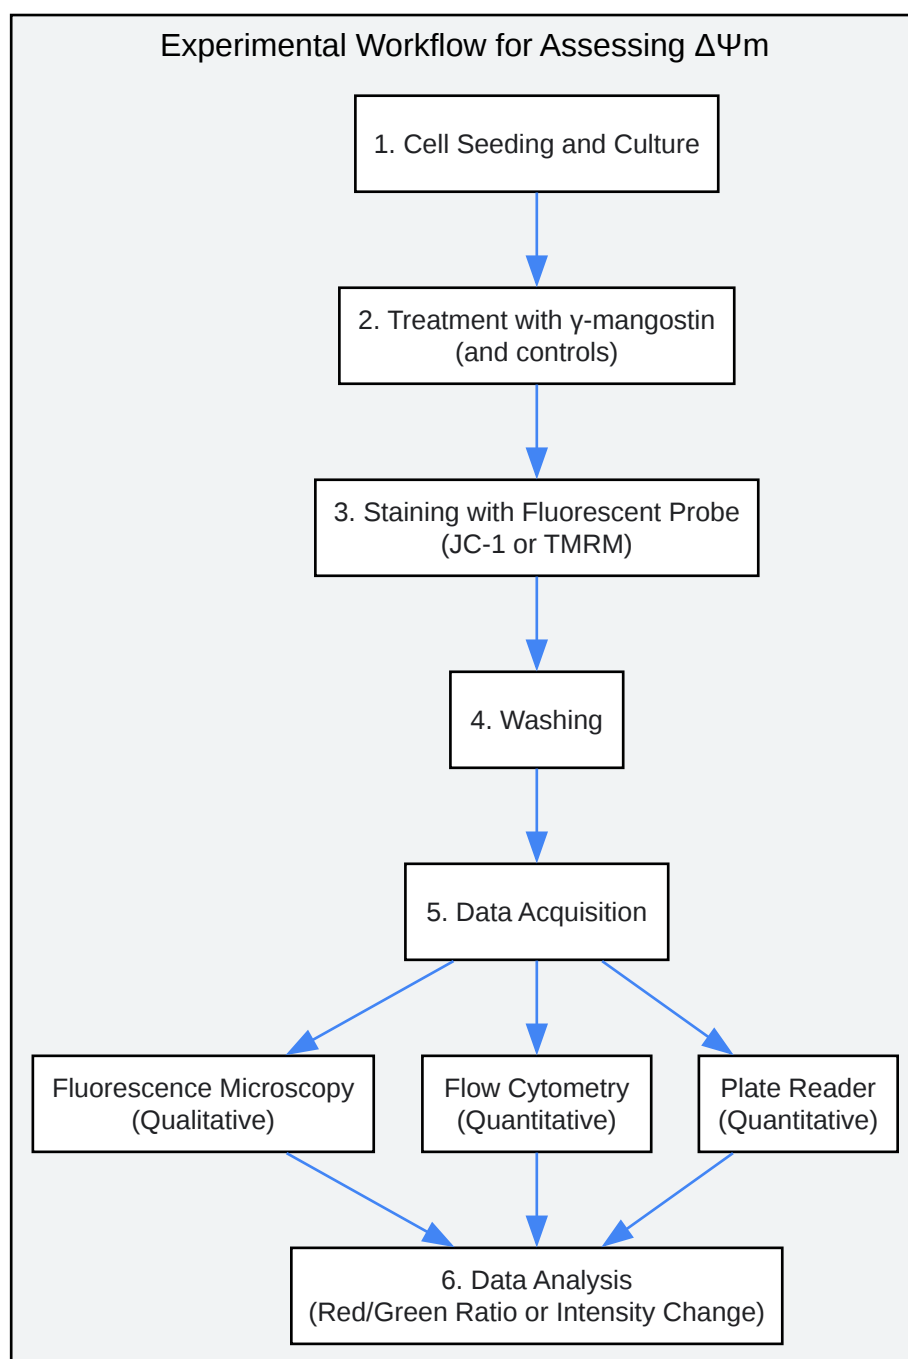 Experimental Workflow for Assessing ΔΨm
1. Cell Seeding and Culture
2. Treatment with γ-mangostin
(and controls)
3. Staining with Fluorescent Probe
(JC-1 or TMRM)
4. Washing
5. Data Acquisition
Fluorescence Microscopy
(Qualitative)
Flow Cytometry
(Quantitative)
Plate Reader
(Quantitative)
6. Data Analysis
(Red/Green Ratio or Intensity Change)